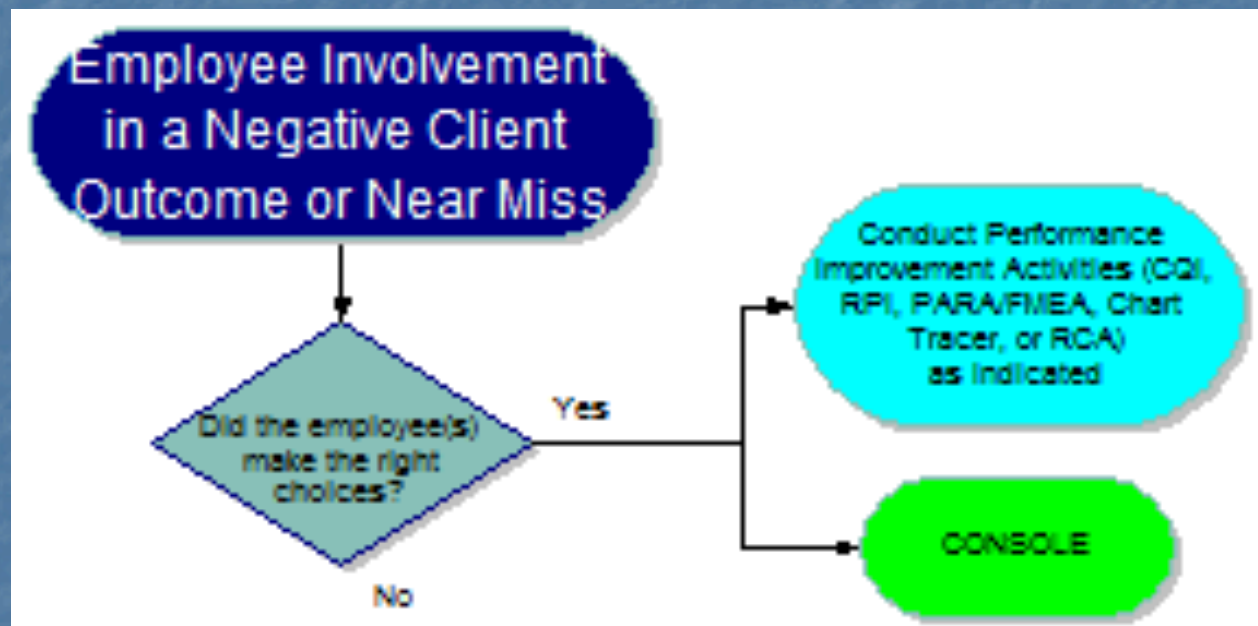 Employee Involvement
in a Negative Client
Outcome or Near Miss
Conduct Performance
Improvement Activities (CQI,
RPI, PARA/FMEA, Chart
Tracer, or RCA)
as Indicated
Yes
Did the employee(s)
make the right
choices?
CONSOLE
No